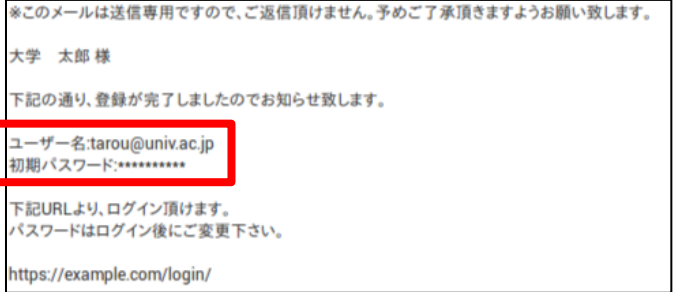 ※このメールは送信専用ですので、ご返信頂けません。予めご了承頂きますようお願い致します。
大学　太郎 様
下記の通り、登録が完了しましたのでお知らせ致します。
ユーザー名:tarou@univ.ac.jp
初期パスワード:**********
下記URLより、ログイン頂けます。
パスワードはログイン後にご変更下さい。
https://example.com/login/